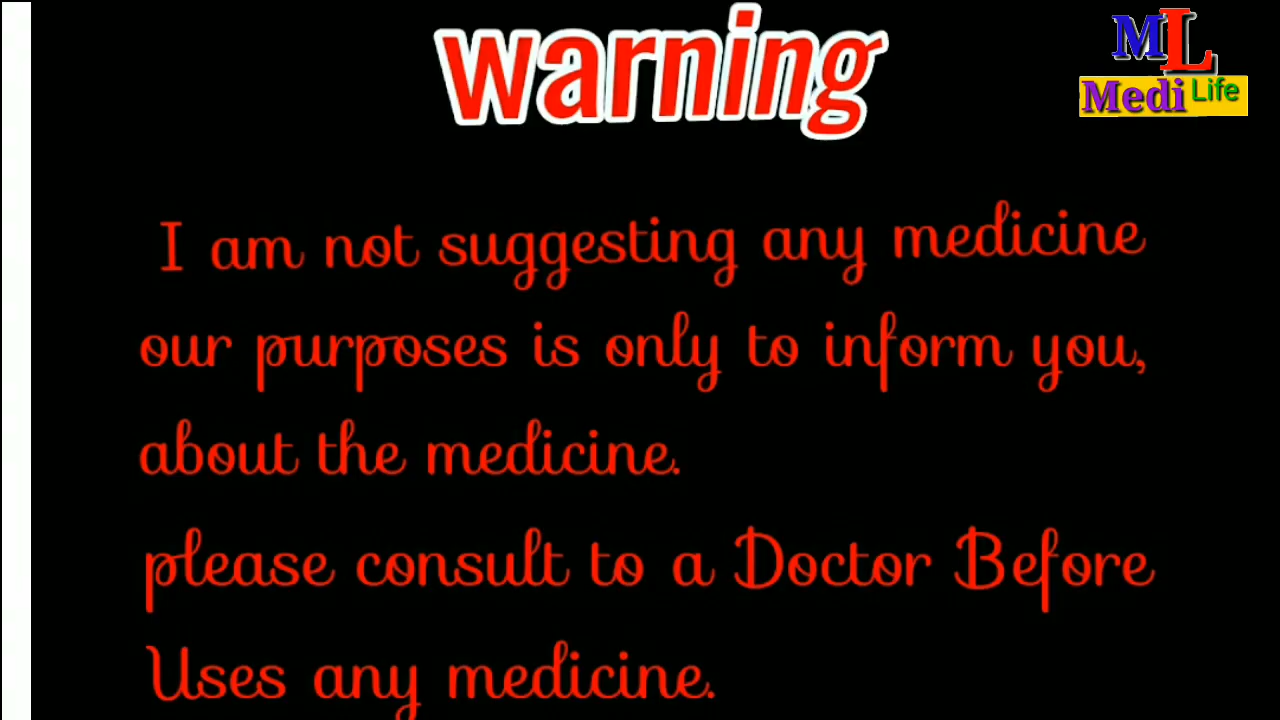 warning
ML
Medi Life
I am not suggesting any medicine
our purposes is only to inform you,
about the medicine.
please consult to a Doctor Before
Uses any medicine.